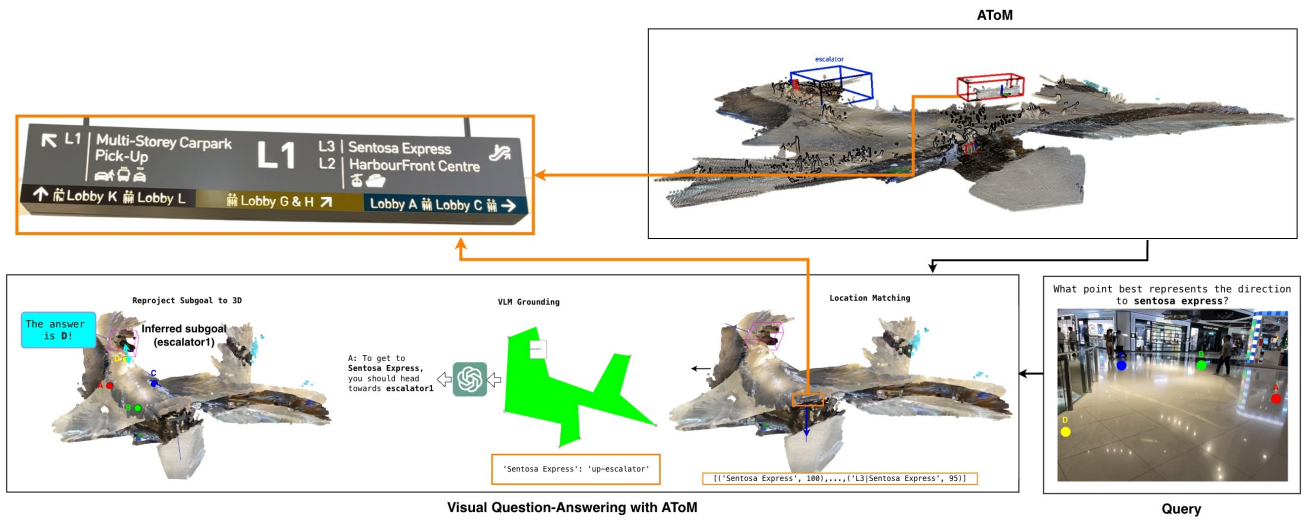 AToM
escalator
L1 Multi-Storey Carpark
Pick-Up
L1
L3 Sentosa Express
L2 HarbourFront Centre
Lobby K Lobby L
Lobby G & H
Lobby A Lobby C
Reproject Subgoal to 3D
The answer
is D!
Inferred subgoal
(escalator1)
D
A
C
B
VLM Grounding
A: To get to
Sentosa Express,
you should head
towards escalator1
'Sentosa Express': 'up-escalator'
Location Matching
[('Sentosa Express', 100),...,('L3|Sentosa Express', 95)]
What point best represents the direction
to sentosa express?
B
A
D
Visual Question-Answering with AToM
Query